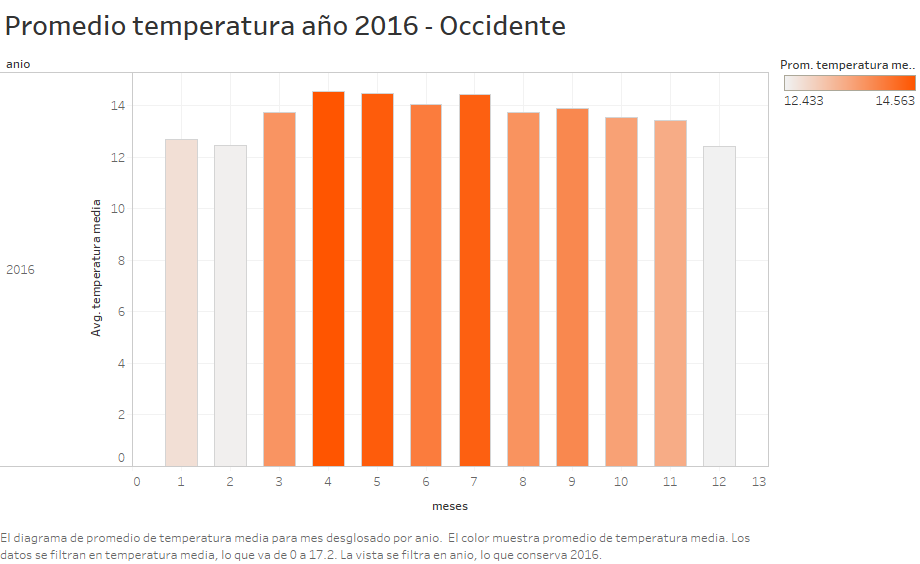 Promedio temperatura año 2016 - Occidente
anio
Prom. temperatura me..
12.433 14.563
2016
Avg. temperatura media
14
12
10
8
6
4
2
0
0 1 2 3 4 5 6 7 8 9 10 11 12 13
meses
El diagrama de promedio de temperatura media para mes desglosado por anio. El color muestra promedio de temperatura media. Los
datos se filtran en temperatura media, lo que va de 0 a 17.2. La vista se filtra en anio, lo que conserva 2016.